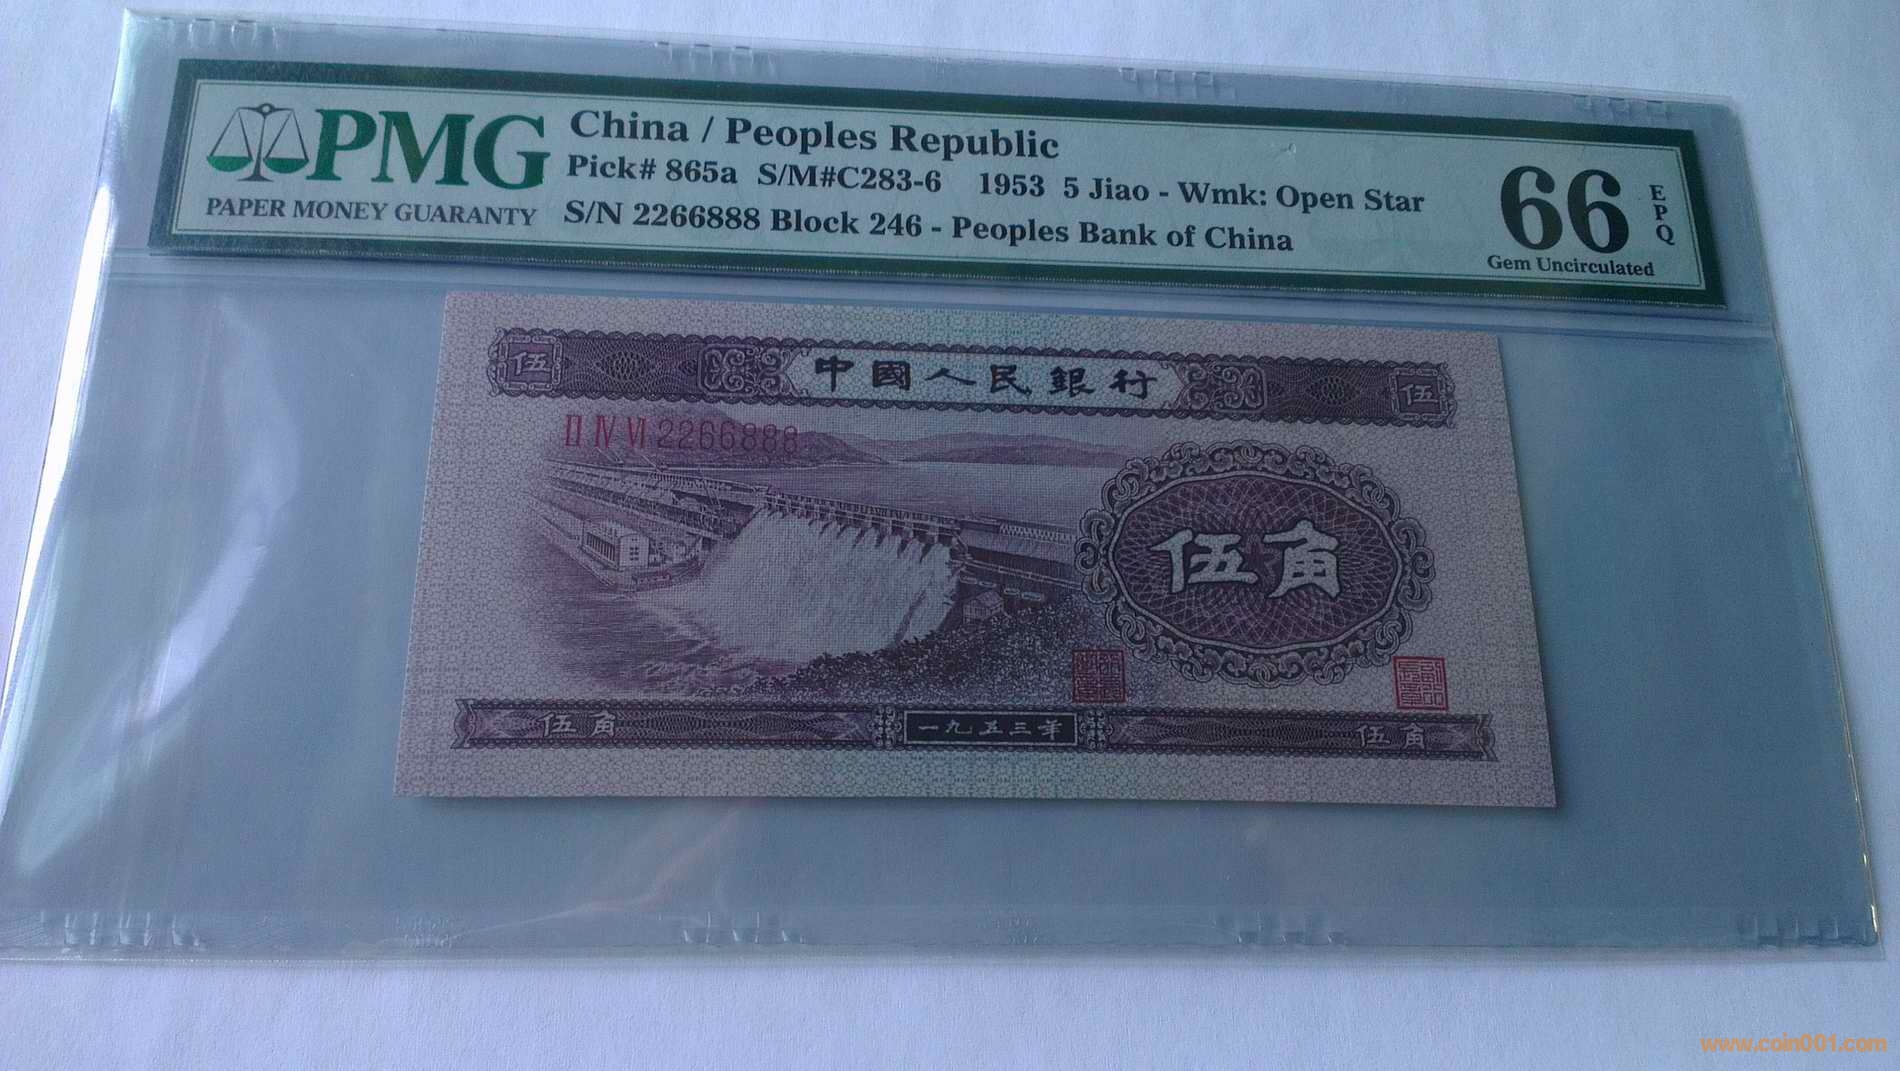 PMG
PAPER MONEY GUARANTY
China / Peoples Republic
Pick# 865a S/M#C283-6 1953 5 Jiao - Wmk: Open Star
S/N 2266888 Block 246 - Peoples Bank of China
66
EPQ
Gem Uncirculated
伍 中國人民銀行 伍
Ⅱ Ⅳ Ⅵ 2266888
伍角
伍角 一九五三年 伍角
www.coin001.com